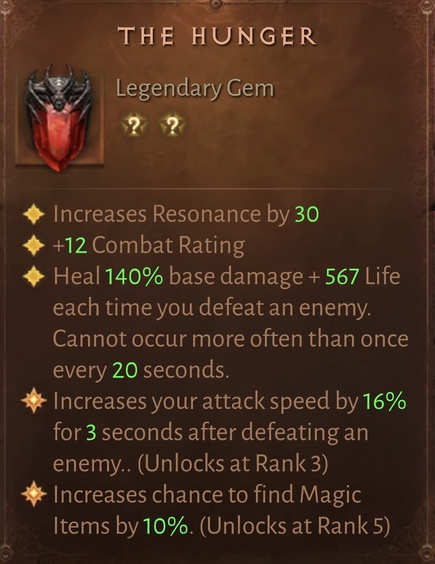 THE HUNGER
Legendary Gem
? ?
Increases Resonance by 30
+12 Combat Rating
Heal 140% base damage + 567 Life
each time you defeat an enemy.
Cannot occur more often than once
every 20 seconds.
Increases your attack speed by 16%
for 3 seconds after defeating an
enemy.. (Unlocks at Rank 3)
Increases chance to find Magic
Items by 10%. (Unlocks at Rank 5)